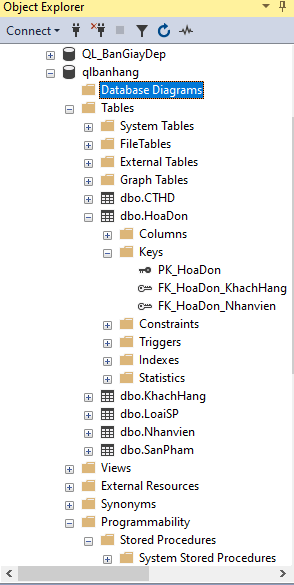 Object Explorer
Connect
QL_BanGiayDep
qlbanhang
Database Diagrams
Tables
System Tables
FileTables
External Tables
Graph Tables
dbo.CTHD
dbo.HoaDon
Columns
Keys
PK_HoaDon
FK_HoaDon_KhachHang
FK_HoaDon_Nhanvien
Constraints
Triggers
Indexes
Statistics
dbo.KhachHang
dbo.LoaiSP
dbo.Nhanvien
dbo.SanPham
Views
External Resources
Synonyms
Programmability
Stored Procedures
System Stored Procedures